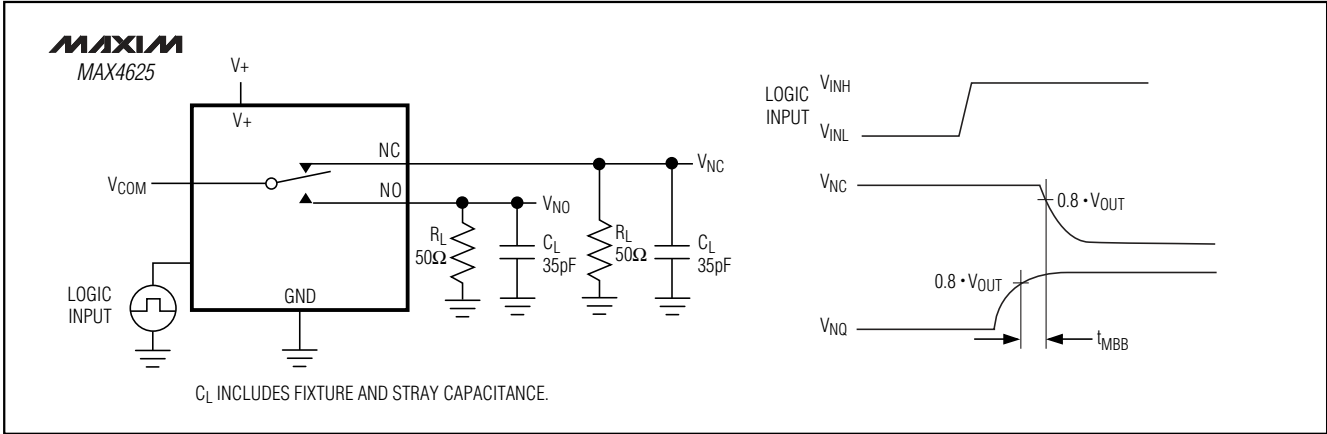 MAXIM
MAX4625
V+
V+
NC
NO
VCOM
VNC
VNO
RL
50Ω
CL
35pF
RL
50Ω
CL
35pF
LOGIC
INPUT
GND
CL INCLUDES FIXTURE AND STRAY CAPACITANCE.
LOGIC
INPUT
VINH
VINL
VNC
0.8 • VOUT
0.8 • VOUT
VNQ
tMBB